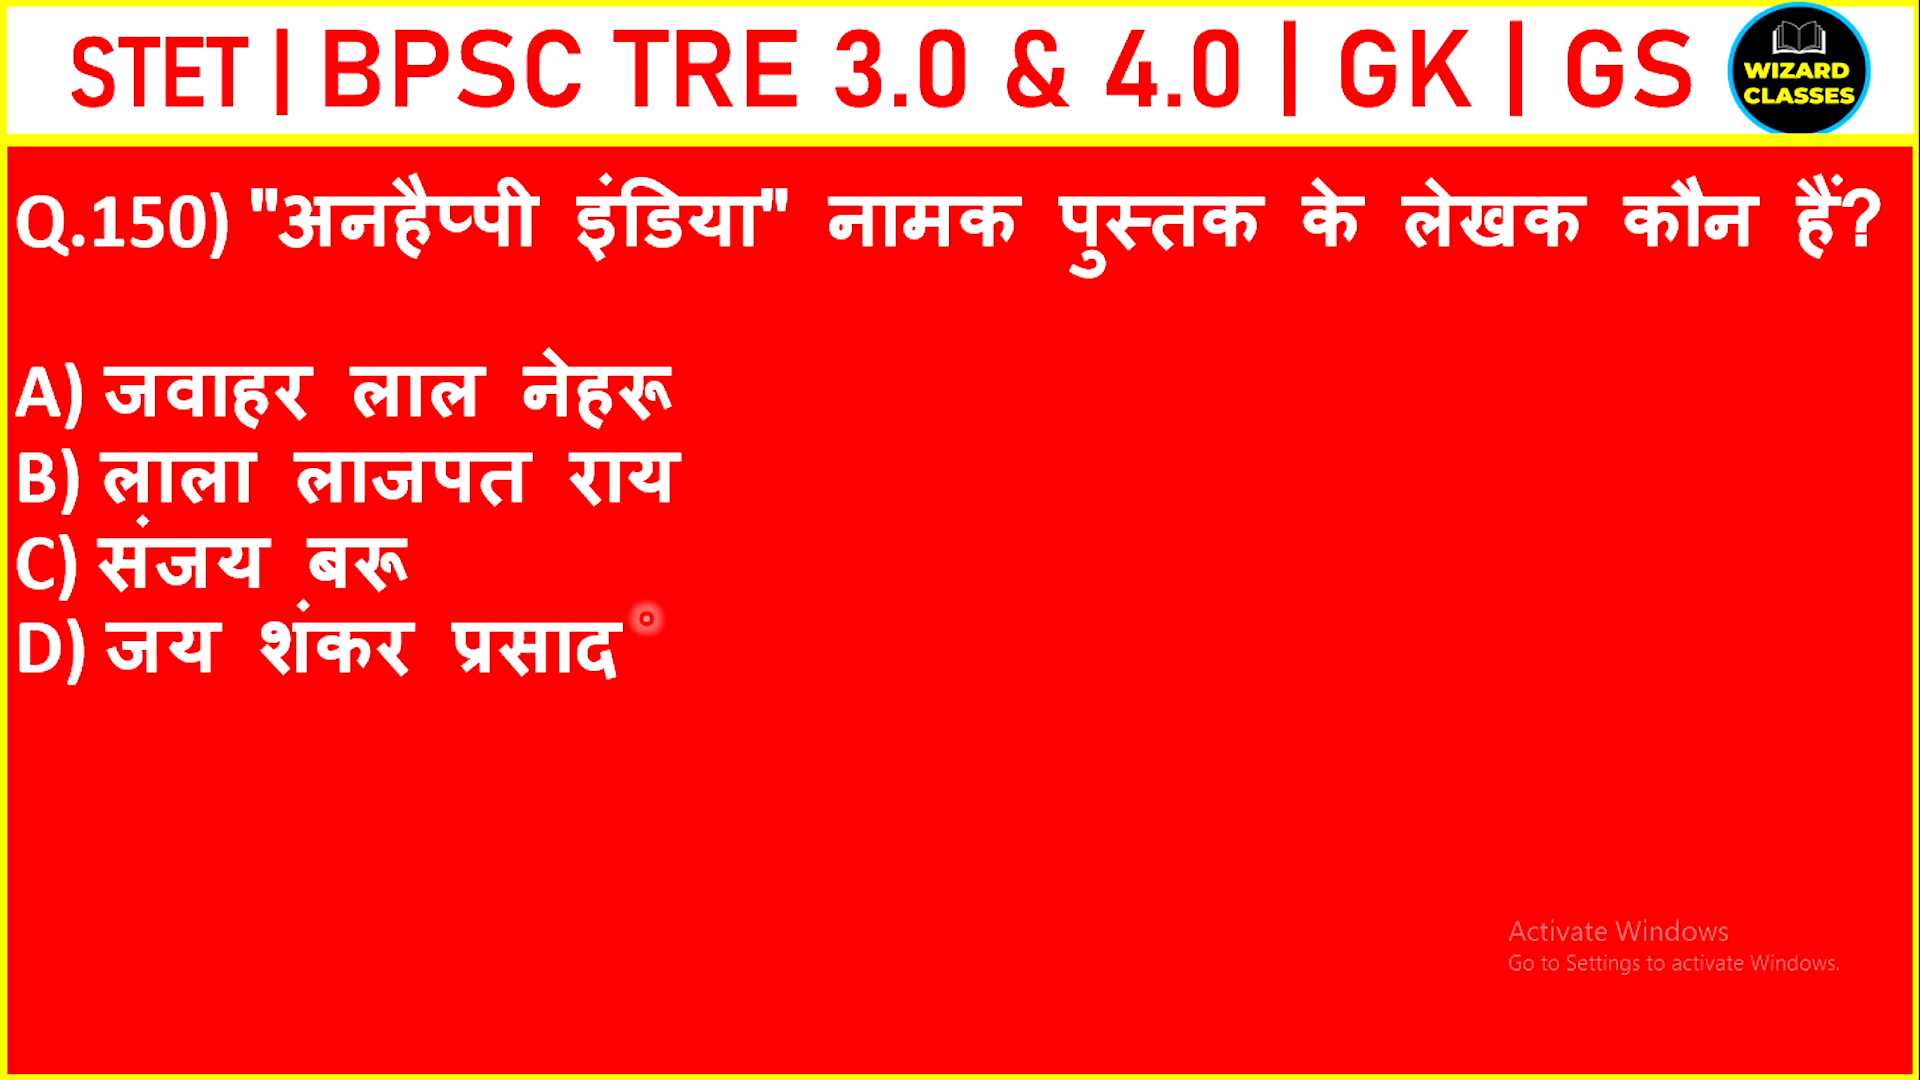 STET | BPSC TRE 3.0 & 4.0 | GK | GS
WIZARD
CLASSES
Q.150) "अनहैप्पी इंडिया" नामक पुस्तक के लेखक कौन हैं?
A) जवाहर लाल नेहरू
B) लाला लाजपत राय
C) संजय बरू
D) जय शंकर प्रसाद
Activate Windows
Go to Settings to activate Windows.